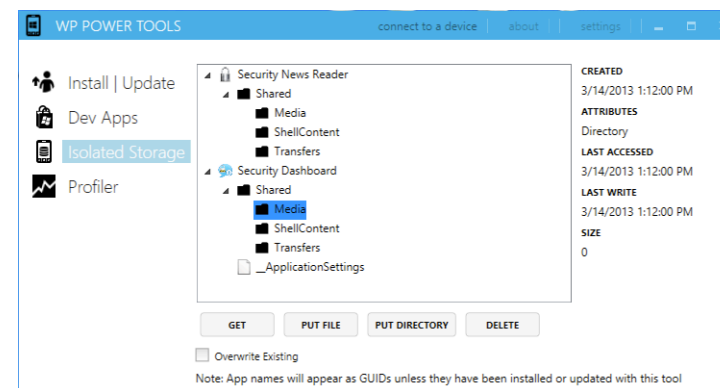 WP POWER TOOLS
connect to a device
about
settings
Install | Update
Dev Apps
Isolated Storage
Profiler
Security News Reader
Shared
Media
ShellContent
Transfers
Security Dashboard
Shared
Media
ShellContent
Transfers
__ApplicationSettings
CREATED
3/14/2013 1:12:00 PM
ATTRIBUTES
Directory
LAST ACCESSED
3/14/2013 1:12:00 PM
LAST WRITE
3/14/2013 1:12:00 PM
SIZE
0
GET
PUT FILE
PUT DIRECTORY
DELETE
Overwrite Existing
Note: App names will appear as GUIDs unless they have been installed or updated with this tool